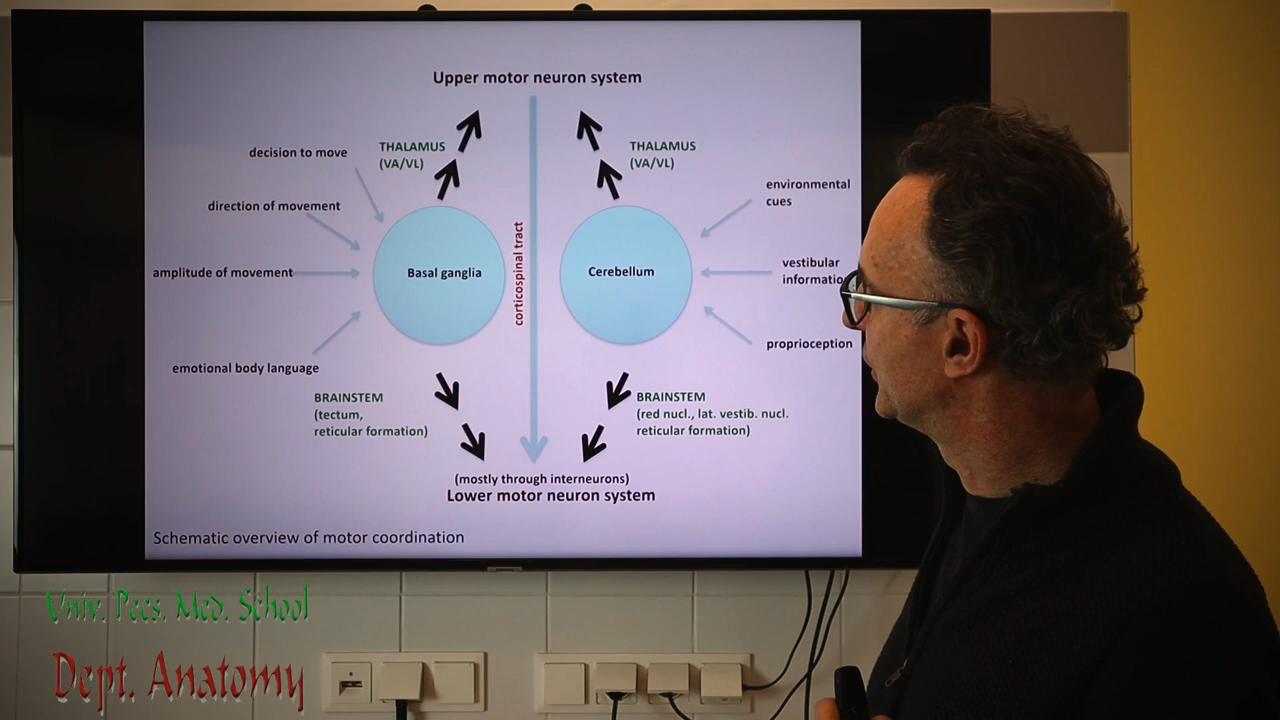 Upper motor neuron system
decision to move
THALAMUS
(VA/VL)
THALAMUS
(VA/VL)
direction of movement
environmental
cues
amplitude of movement
Basal ganglia
corticospinal tract
Cerebellum
vestibular
information
proprioception
emotional body language
BRAINSTEM
(tectum,
reticular formation)
BRAINSTEM
(red nucl., lat. vestib. nucl.
reticular formation)
(mostly through interneurons)
Lower motor neuron system
Schematic overview of motor coordination
Univ. Pecs. Med. School
Dept. Anatomy